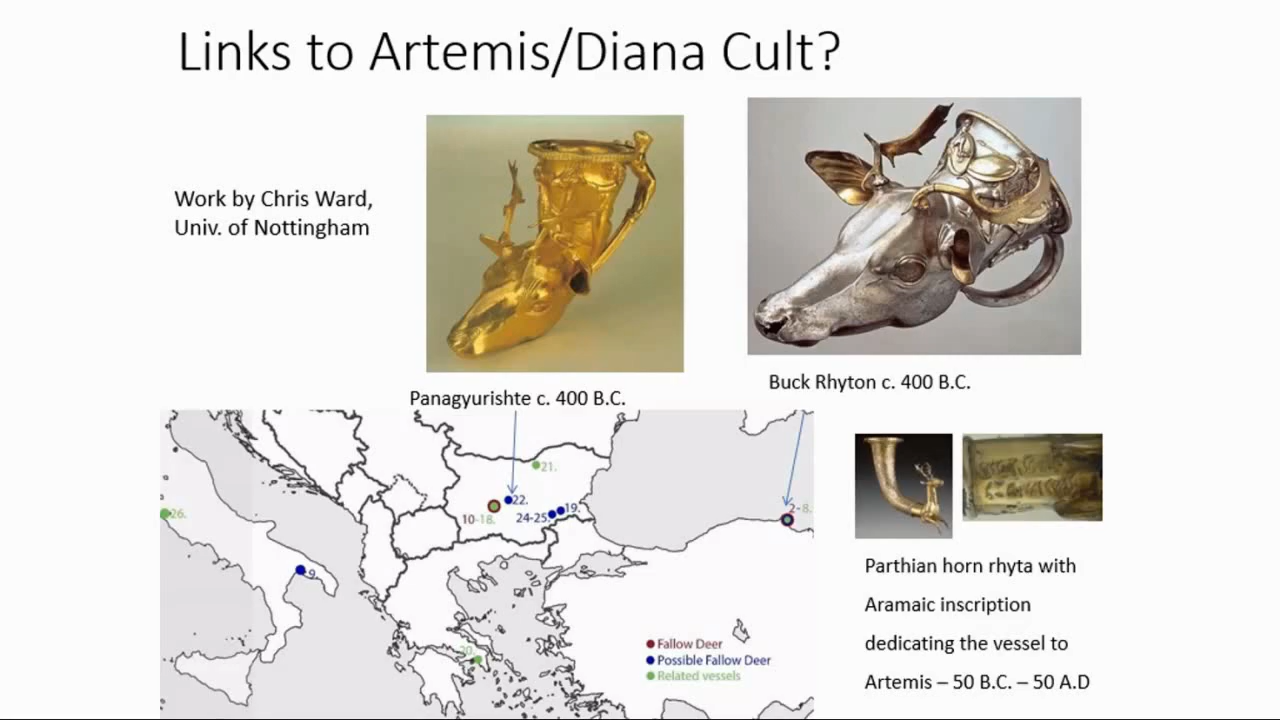 Links to Artemis/Diana Cult?
Work by Chris Ward,
Univ. of Nottingham
Panagyurishte c. 400 B.C.
Buck Rhyton c. 400 B.C.
21.
22.
26.
10-18.
24-25.
19.
2-8.
9.
20.
Fallow Deer
Possible Fallow Deer
Related vessels
Parthian horn rhyta with
Aramaic inscription
dedicating the vessel to
Artemis – 50 B.C. – 50 A.D